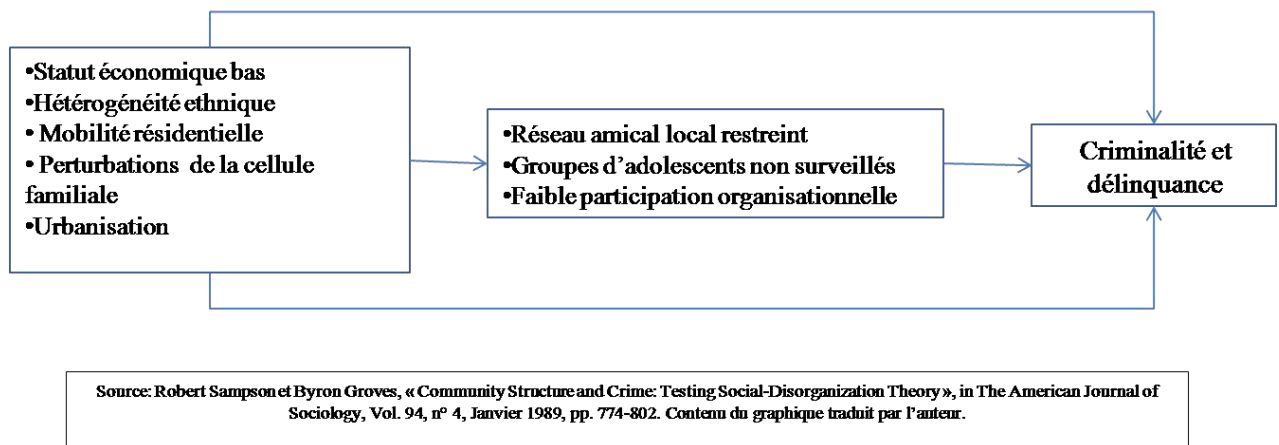 •Statut économique bas
•Hétérogénéité ethnique
• Mobilité résidentielle
• Perturbations de la cellule
familiale
•Urbanisation
•Réseau amical local restreint
•Groupes d’adolescents non surveillés
•Faible participation organisationnelle
Criminalité et
délinquance
Source: Robert Sampson et Byron Groves, « Community Structure and Crime: Testing Social-Disorganization Theory », in The American Journal of
Sociology, Vol. 94, n° 4, Janvier 1989, pp. 774-802. Contenu du graphique traduit par l’auteur.